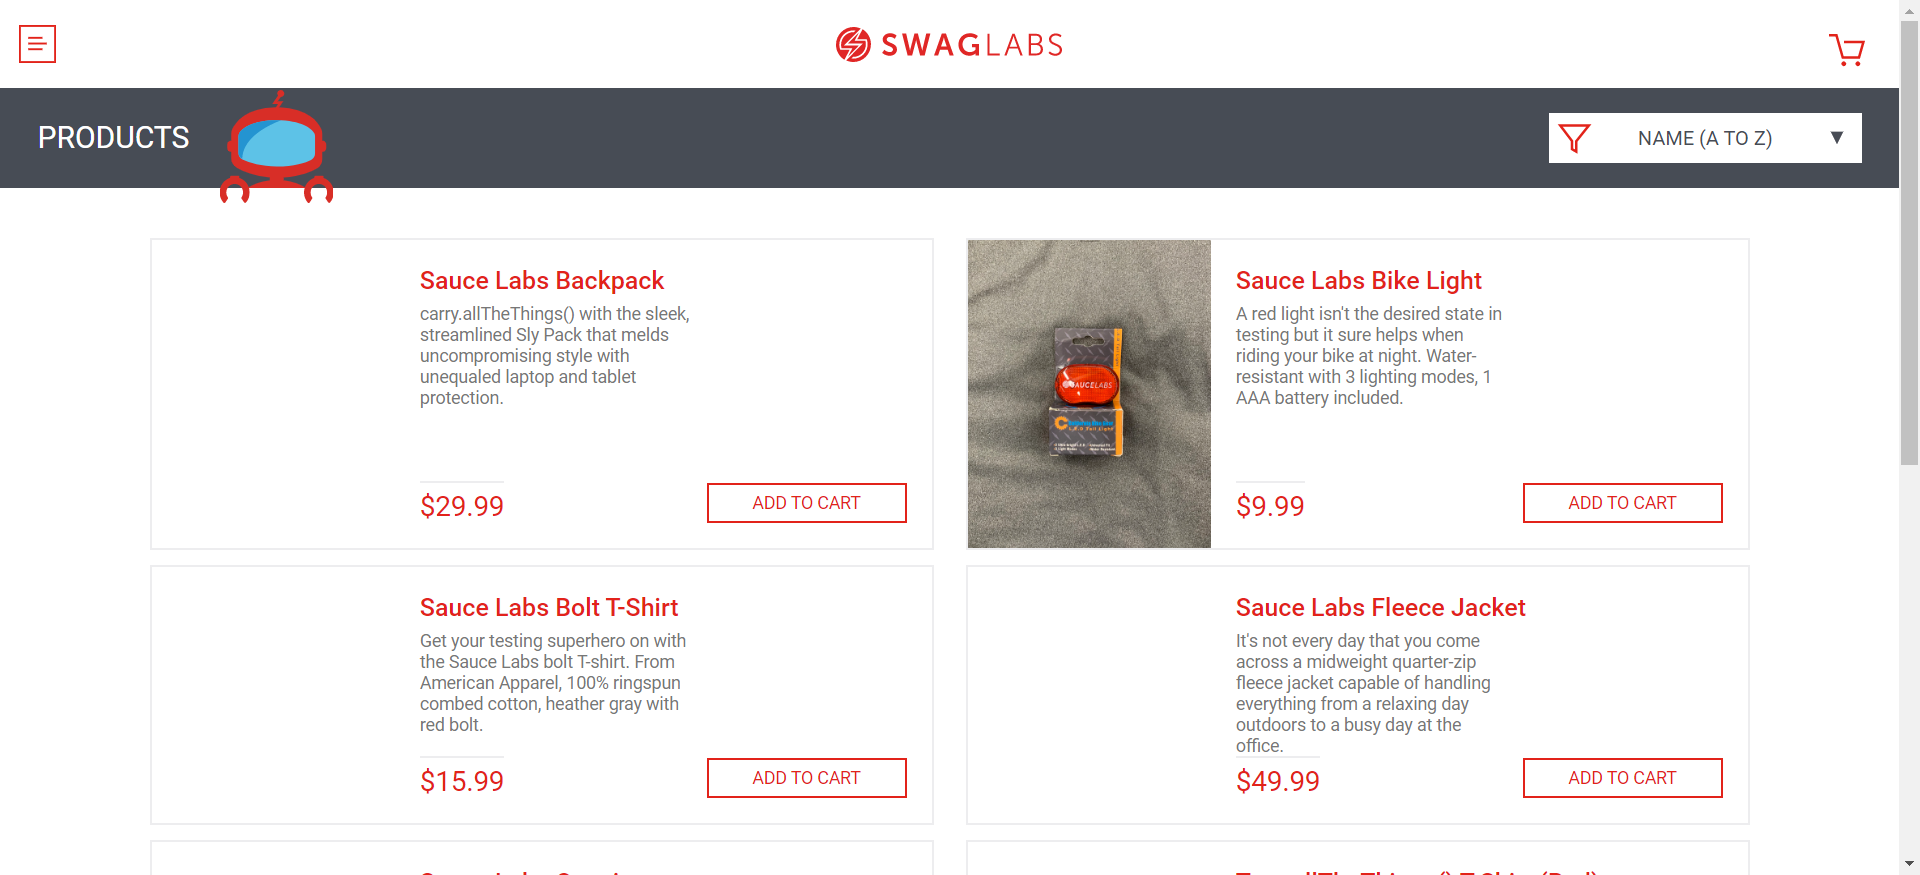 SWAGLABS
PRODUCTS
NAME (A TO Z)
Sauce Labs Backpack
carry.allTheThings() with the sleek,
streamlined Sly Pack that melds
uncompromising style with
unequaled laptop and tablet
protection.
$29.99
ADD TO CART
SAUCELABS
Sauce Labs Bike Light
A red light isn't the desired state in
testing but it sure helps when
riding your bike at night. Water-
resistant with 3 lighting modes, 1
AAA battery included.
$9.99
ADD TO CART
Sauce Labs Bolt T-Shirt
Get your testing superhero on with
the Sauce Labs bolt T-shirt. From
American Apparel, 100% ringspun
combed cotton, heather gray with
red bolt.
$15.99
ADD TO CART
Sauce Labs Fleece Jacket
It's not every day that you come
across a midweight quarter-zip
fleece jacket capable of handling
everything from a relaxing day
outdoors to a busy day at the
office.
$49.99
ADD TO CART